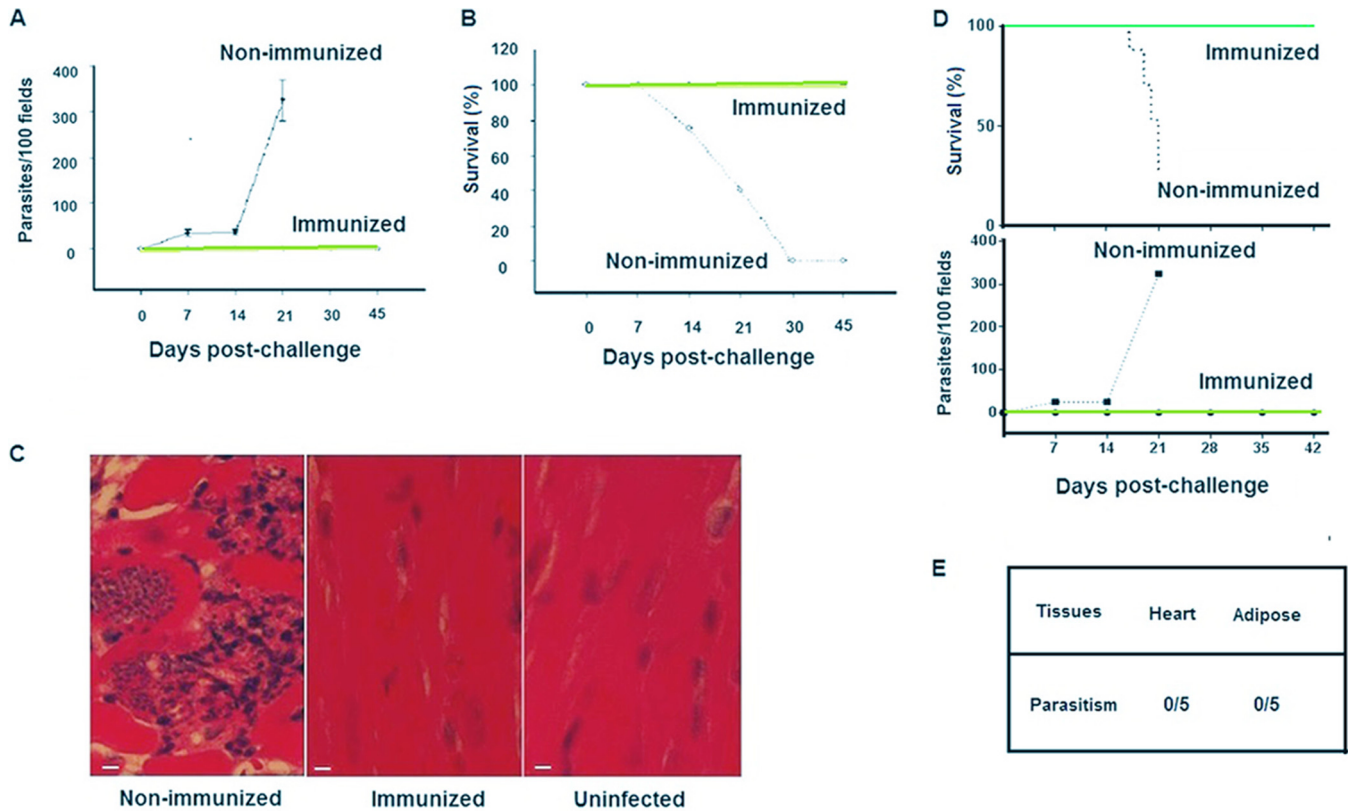 A
Non-immunized
400
300
200
100
0
Parasites/100 fields
Immunized
0 7 14 21 30 45
Days post-challenge
B
120
100
80
60
40
20
0
Survival (%)
Immunized
Non-immunized
0 7 14 21 30 45
Days post-challenge
D
100
50
0
Survival (%)
Immunized
Non-immunized
400
300
200
100
0
Parasites/100 fields
Non-immunized
Immunized
7 14 21 28 35 42
Days post-challenge
C
Non-immunized Immunized Uninfected
E
Tissues Heart Adipose
Parasitism 0/5 0/5